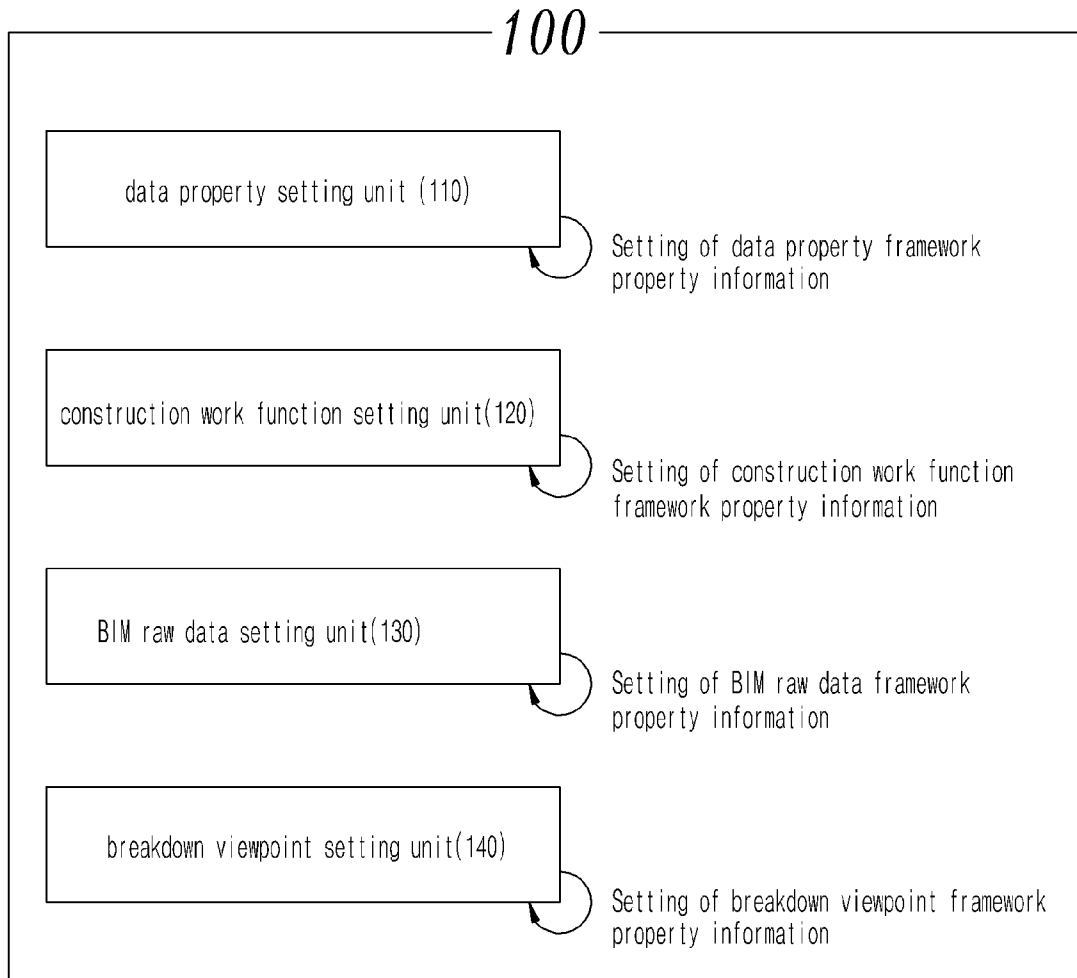 100
data property setting unit (110)
Setting of data property framework
property information
construction work function setting unit(120)
Setting of construction work function
framework property information
BIM raw data setting unit(130)
Setting of BIM raw data framework
property information
breakdown viewpoint setting unit(140)
Setting of breakdown viewpoint framework
property information